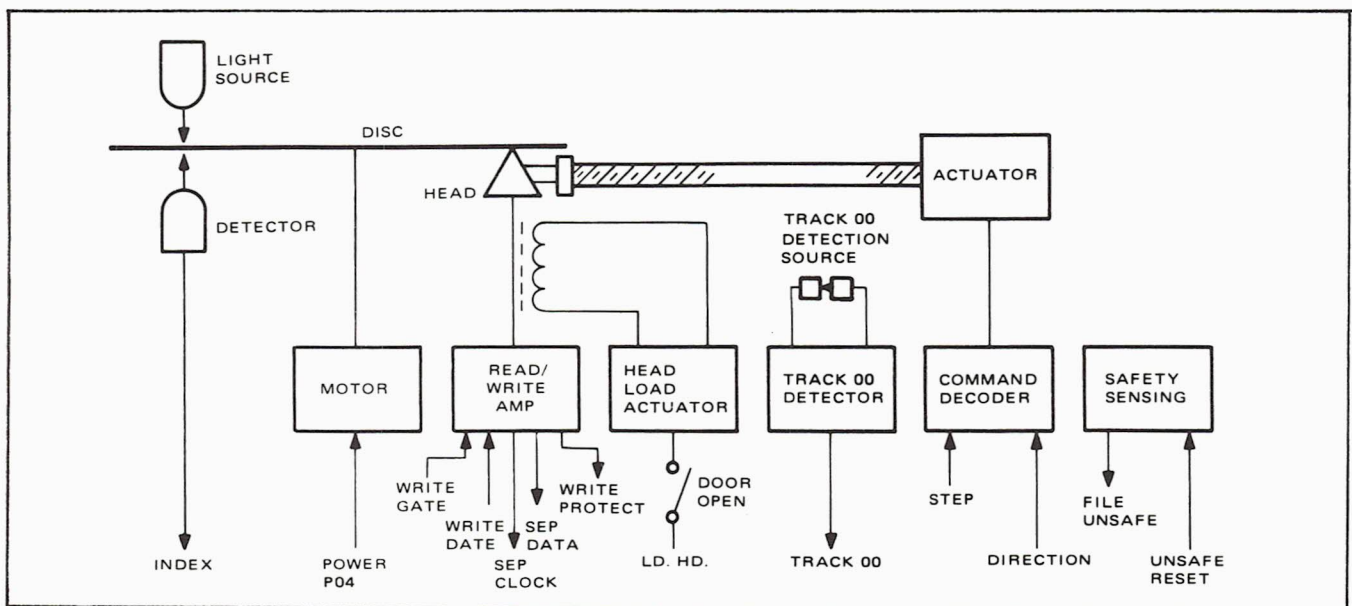 LIGHT
SOURCE
DISC
HEAD
ACTUATOR
DETECTOR
TRACK 00
DETECTION
SOURCE
MOTOR
READ/
WRITE
AMP
HEAD
LOAD
ACTUATOR
TRACK 00
DETECTOR
COMMAND
DECODER
SAFETY
SENSING
WRITE
GATE
WRITE
DATE
SEP
CLOCK
SEP
DATA
WRITE
PROTECT
DOOR
OPEN
STEP
FILE
UNSAFE
INDEX
POWER
P04
LD. HD.
TRACK 00
DIRECTION
UNSAFE
RESET